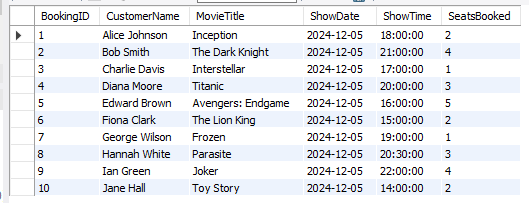 BookingID CustomerName MovieTitle ShowDate ShowTime SeatsBooked
1 Alice Johnson Inception 2024-12-05 18:00:00 2
2 Bob Smith The Dark Knight 2024-12-05 21:00:00 4
3 Charlie Davis Interstellar 2024-12-05 17:00:00 1
4 Diana Moore Titanic 2024-12-05 20:00:00 3
5 Edward Brown Avengers: Endgame 2024-12-05 16:00:00 5
6 Fiona Clark The Lion King 2024-12-05 15:00:00 2
7 George Wilson Frozen 2024-12-05 19:00:00 1
8 Hannah White Parasite 2024-12-05 20:30:00 3
9 Ian Green Joker 2024-12-05 22:00:00 4
10 Jane Hall Toy Story 2024-12-05 14:00:00 2